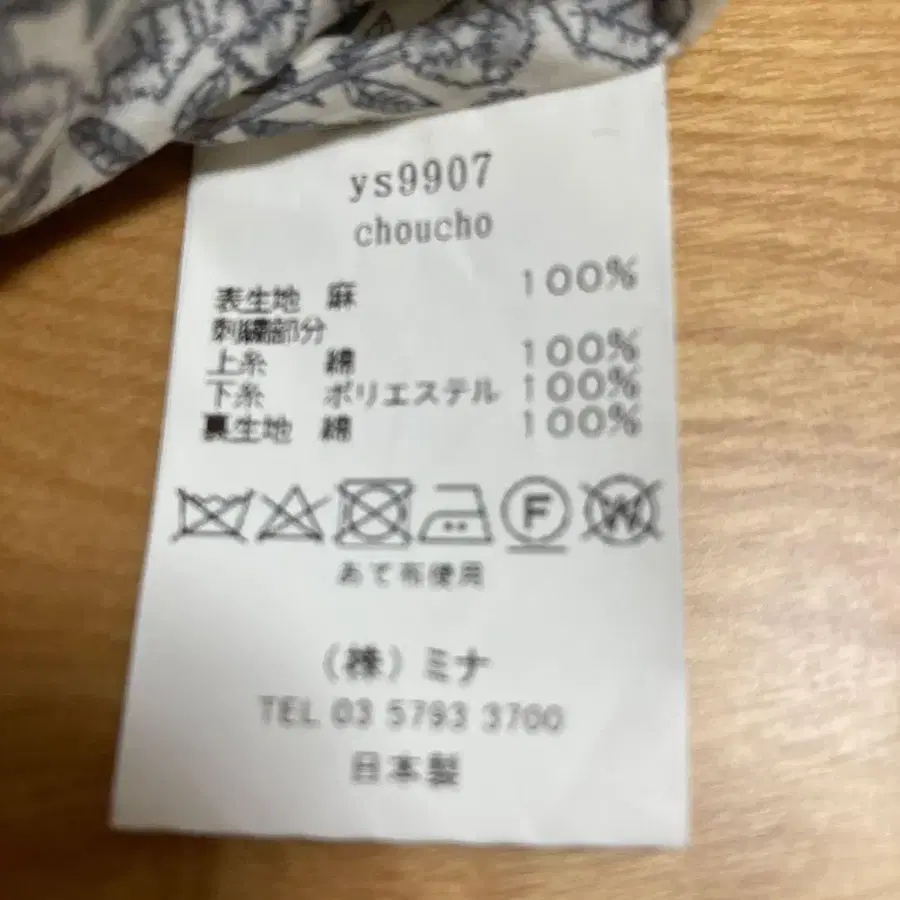 ys9907
choucho
表生地 麻 100%
刺繍部分
上糸 綿 100%
下糸 ポリエステル 100%
裏生地 綿 100%
F W
あて布使用
(株)ミナ
TEL 03 5793 3700
日本製